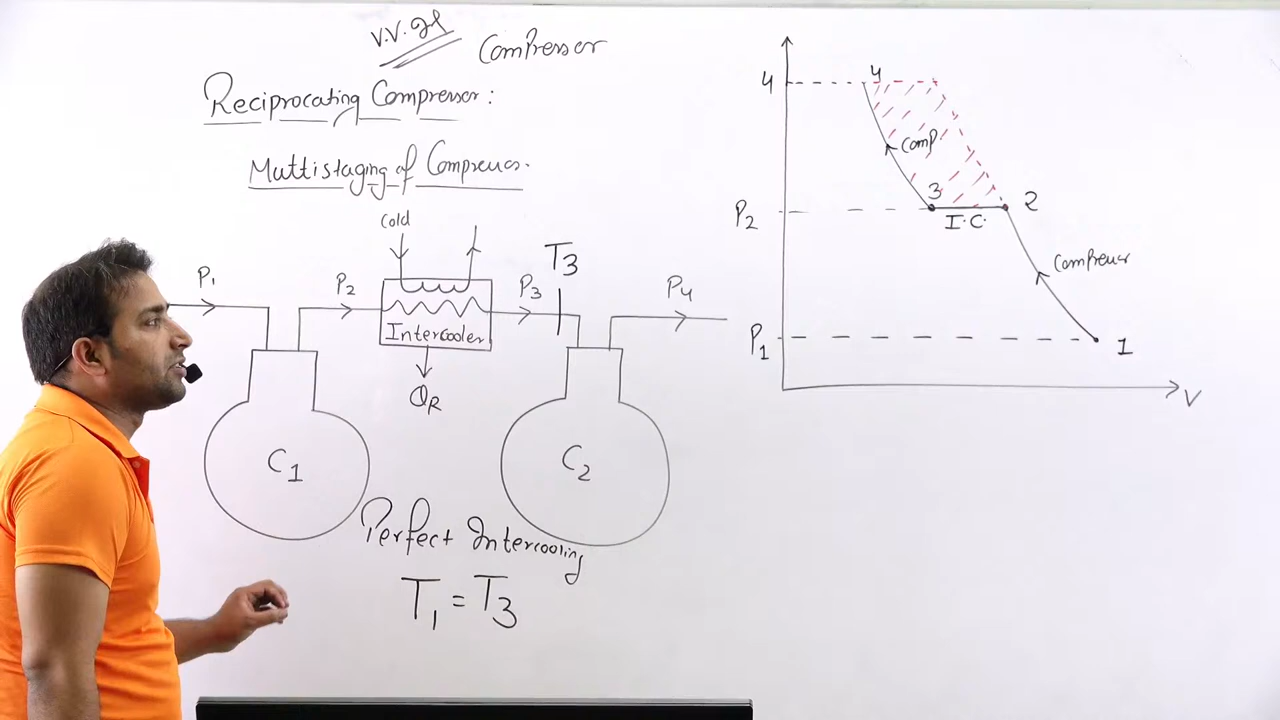 V.V.Imp
Compressor
Reciprocating Compressor:
Multistaging of Compressor.
Cold
P1
P2
Intercooler
P3
T3
P4
QR
C1
C2
Perfect Intercooling
T1 = T3
4
4
Comp.
3
2
P2
I.C.
Compressor
P1
1
V